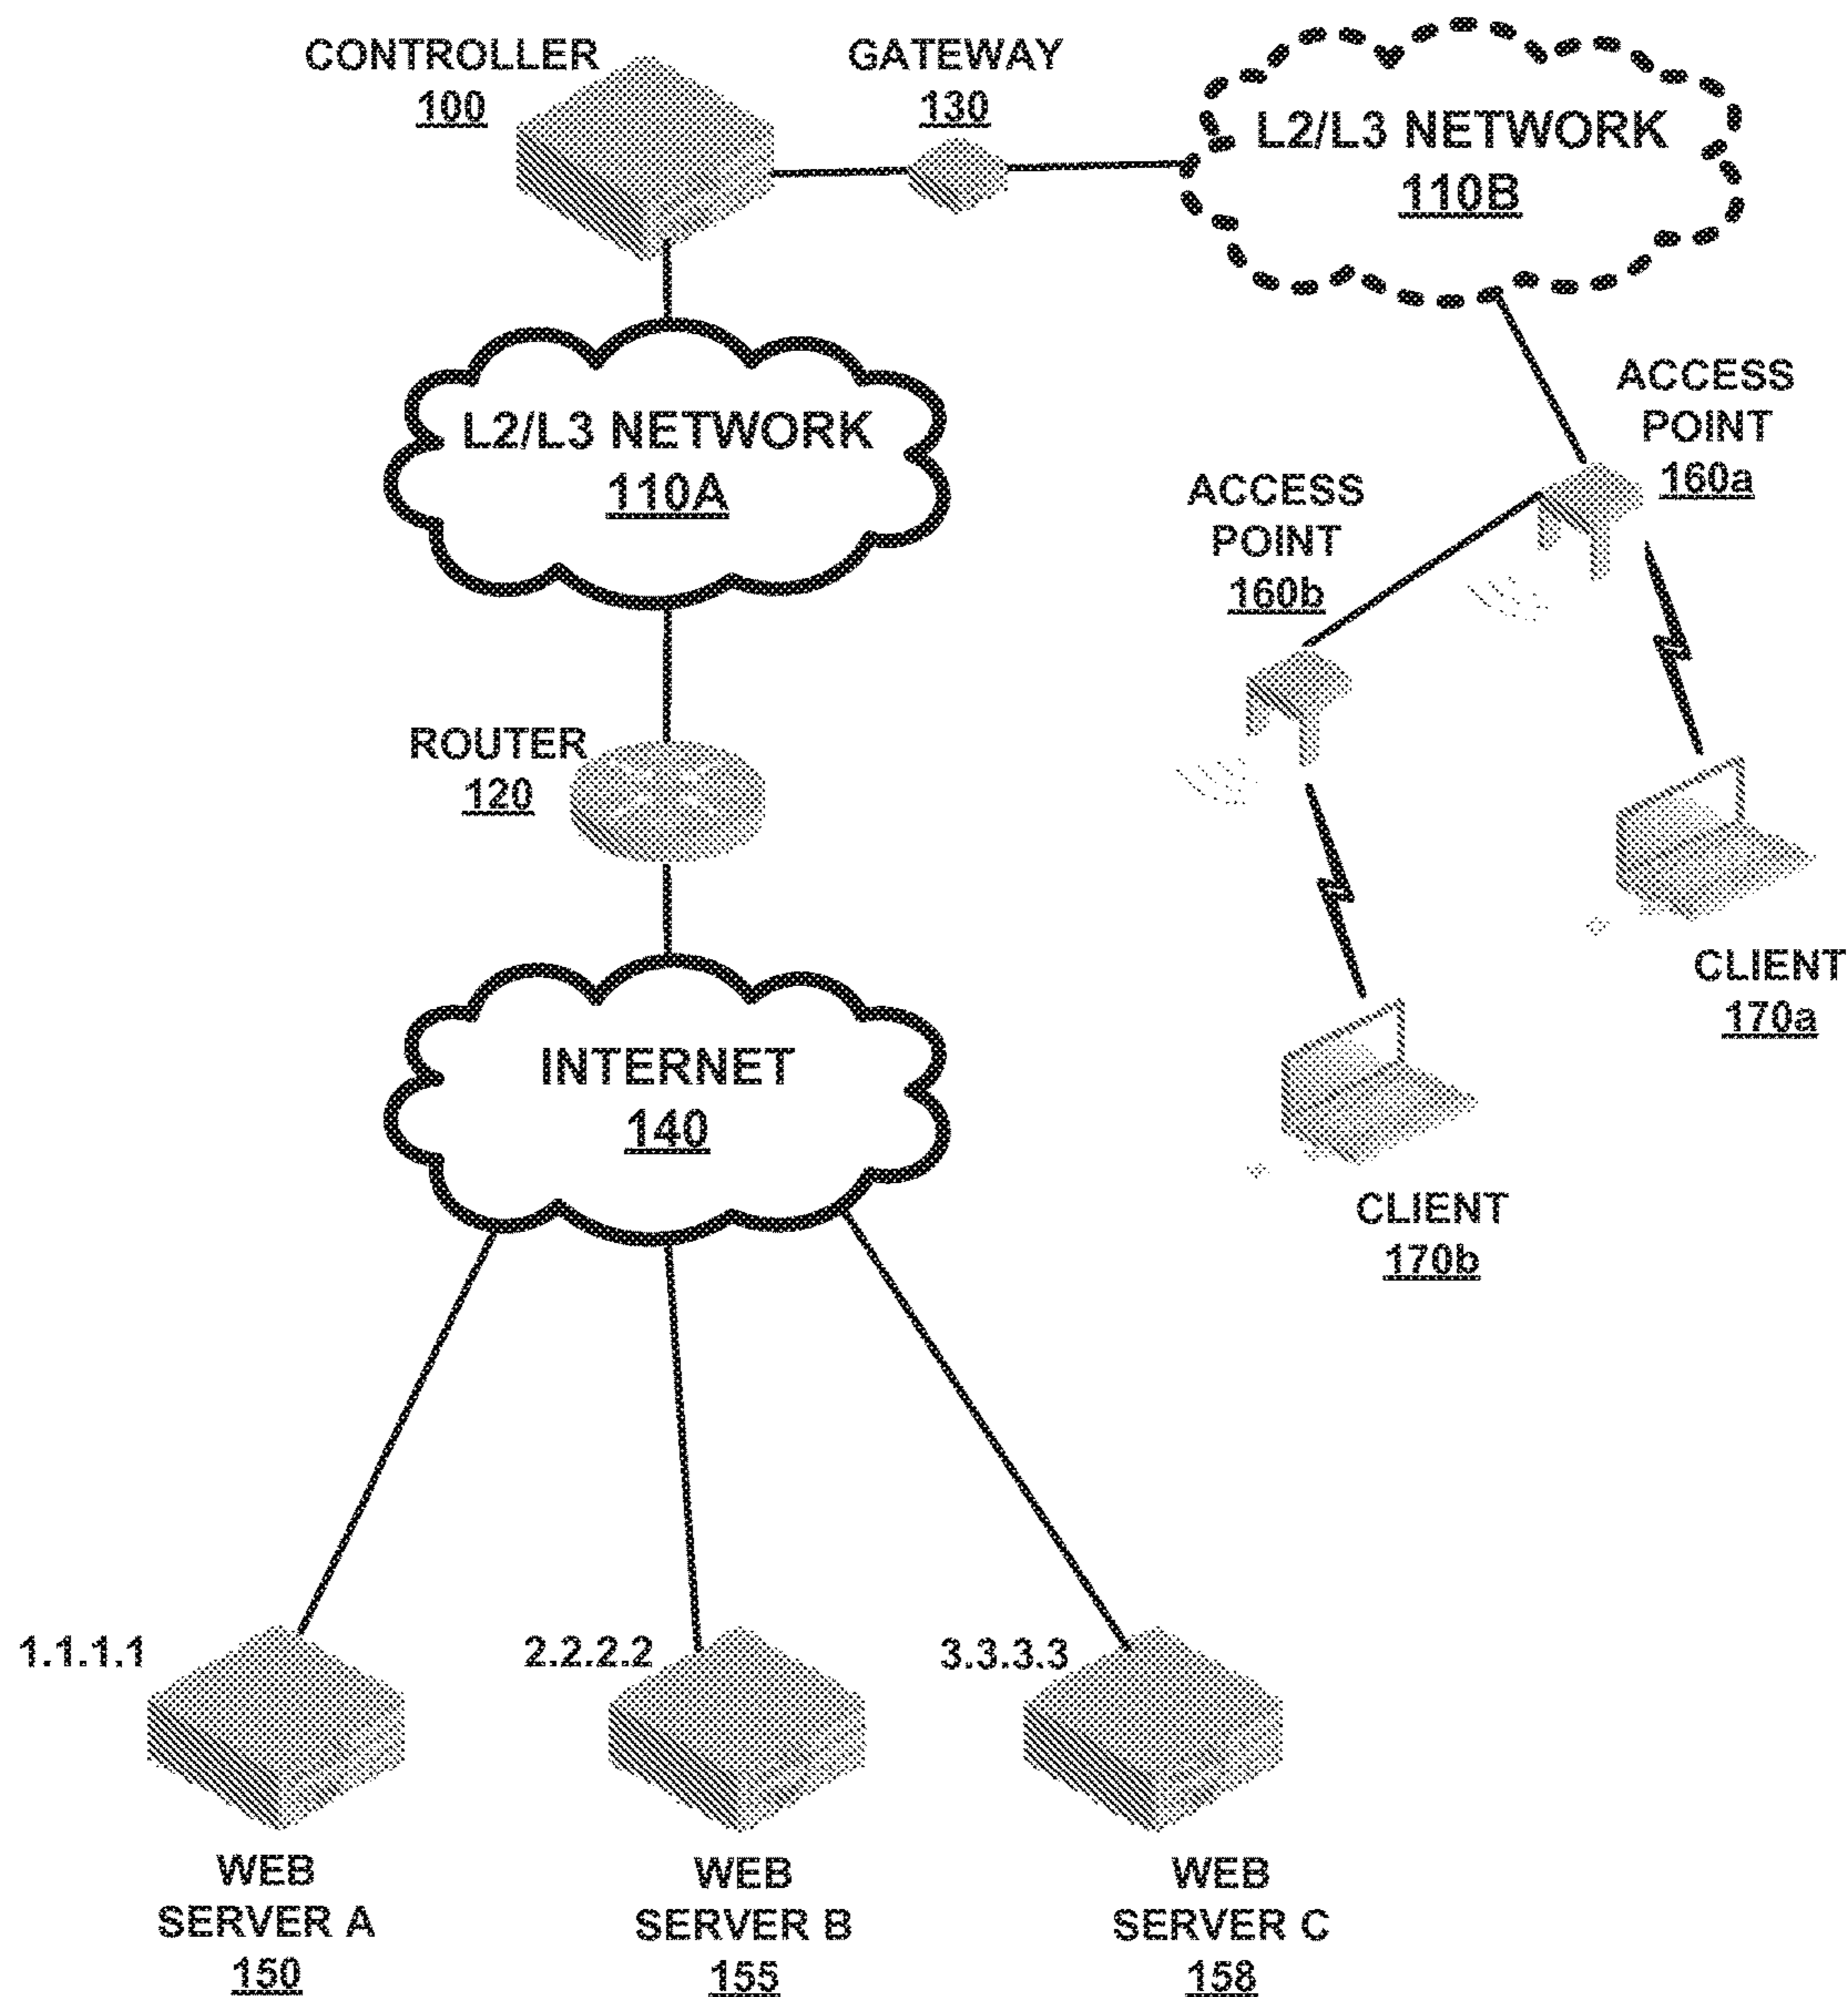 CONTROLLER
100
GATEWAY
130
L2/L3 NETWORK
110B
L2/L3 NETWORK
110A
ACCESS
POINT
160a
ACCESS
POINT
160b
ROUTER
120
CLIENT
170a
INTERNET
140
CLIENT
170b
1.1.1.1
2.2.2.2
3.3.3.3
WEB
SERVER A
150
WEB
SERVER B
155
WEB
SERVER C
158